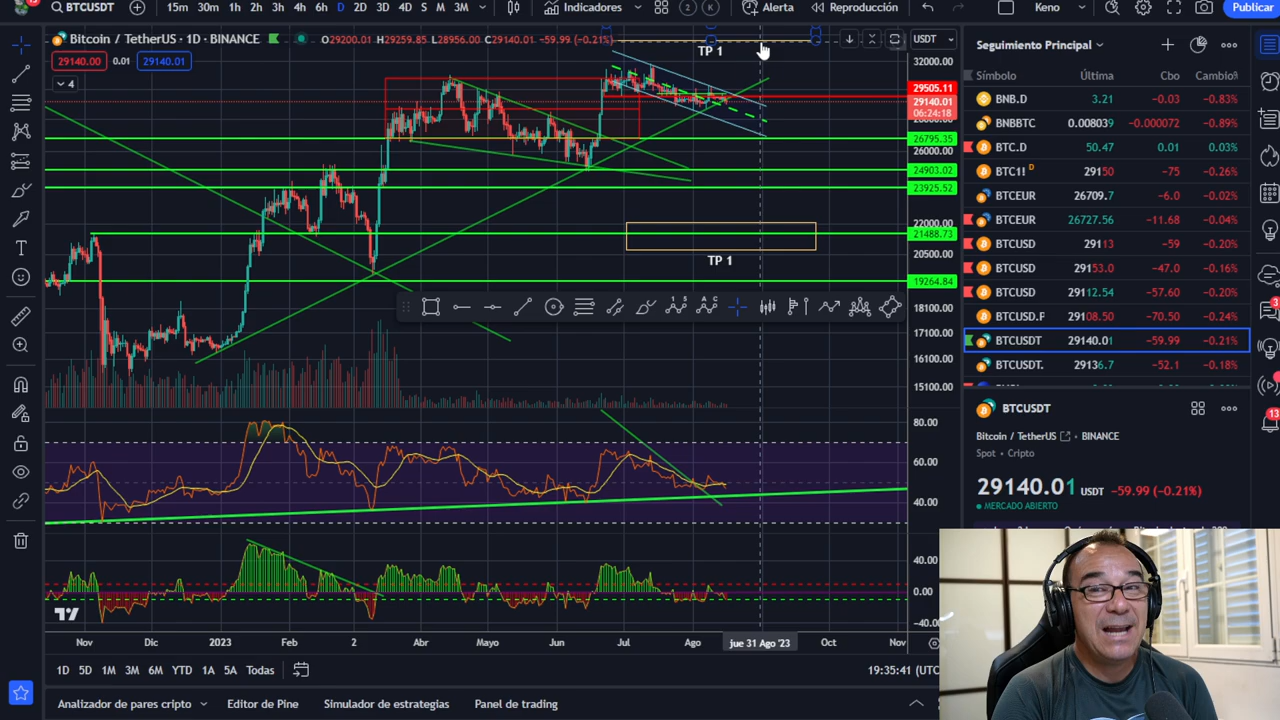 BTCUSDT 15m 30m 1h 2h 3h 4h 6h D 2D 3D 4D S M 3M Indicadores 2 K Alerta Reproducción Keno Publicar
Bitcoin / TetherUS · 1D · BINANCE O29200.01 H29259.85 L28956.00 C29140.01 −59.99 (−0.21%) USDT
29140.00 0.01 29140.01
4
TP 1
TP 1
32000.00
29505.11
29140.01
06:24:18
26795.35
26000.00
24903.02
23925.52
22000.00
21488.73
20500.00
19264.84
18100.00
17100.00
16100.00
15100.00
80.00
60.00
40.00
40.00
0.00
−40.00
Nov Dic 2023 Feb 2 Abr Mayo Jun Jul Ago jue 31 Ago '23 Oct Nov
1D 5D 1M 3M 6M YTD 1A 5A Todas 19:35:41 (UTC
Analizador de pares cripto Editor de Pine Simulador de estrategias Panel de trading
Seguimiento Principal
Símbolo Última Cbo Cambio%
BNB.D 3.21 −0.03 −0.83%
BNBBTC 0.008039 −0.000072 −0.89%
BTC.D 50.47 0.01 0.03%
BTC1! D 29150 −75 −0.26%
BTCEUR 26709.7 −6.0 −0.02%
BTCEUR 26727.56 −11.68 −0.04%
BTCUSD 29113 −59 −0.20%
BTCUSD 29153.0 −47.0 −0.16%
BTCUSD 29112.54 −57.60 −0.20%
BTCUSD.P 29108.50 −70.50 −0.24%
BTCUSDT 29140.01 −59.99 −0.21%
BTCUSDT. 29136.7 −52.1 −0.18%
BTCUSDT
Bitcoin / TetherUS · BINANCE
Spot · Cripto
29140.01 USDT −59.99 (−0.21%)
MERCADO ABIERTO
3
13